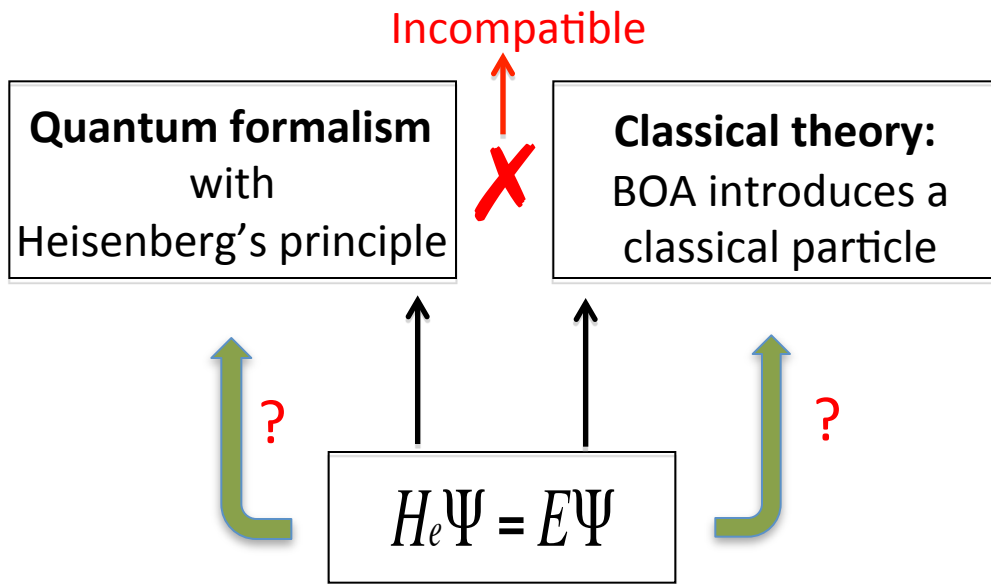 Incompatible
Quantum formalism
with
Heisenberg’s principle
✗
Classical theory:
BOA introduces a
classical particle
?
?
HₑΨ = EΨ